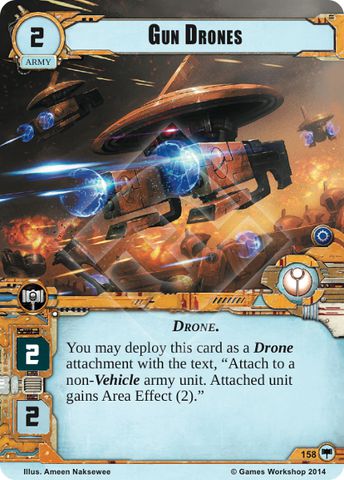 2
ARMY
GUN DRONES
DRONE.
2
You may deploy this card as a Drone
attachment with the text, “Attach to a
non-Vehicle army unit. Attached unit
gains Area Effect (2).”
2
158
Illus. Ameen Naksewee
© Games Workshop 2014